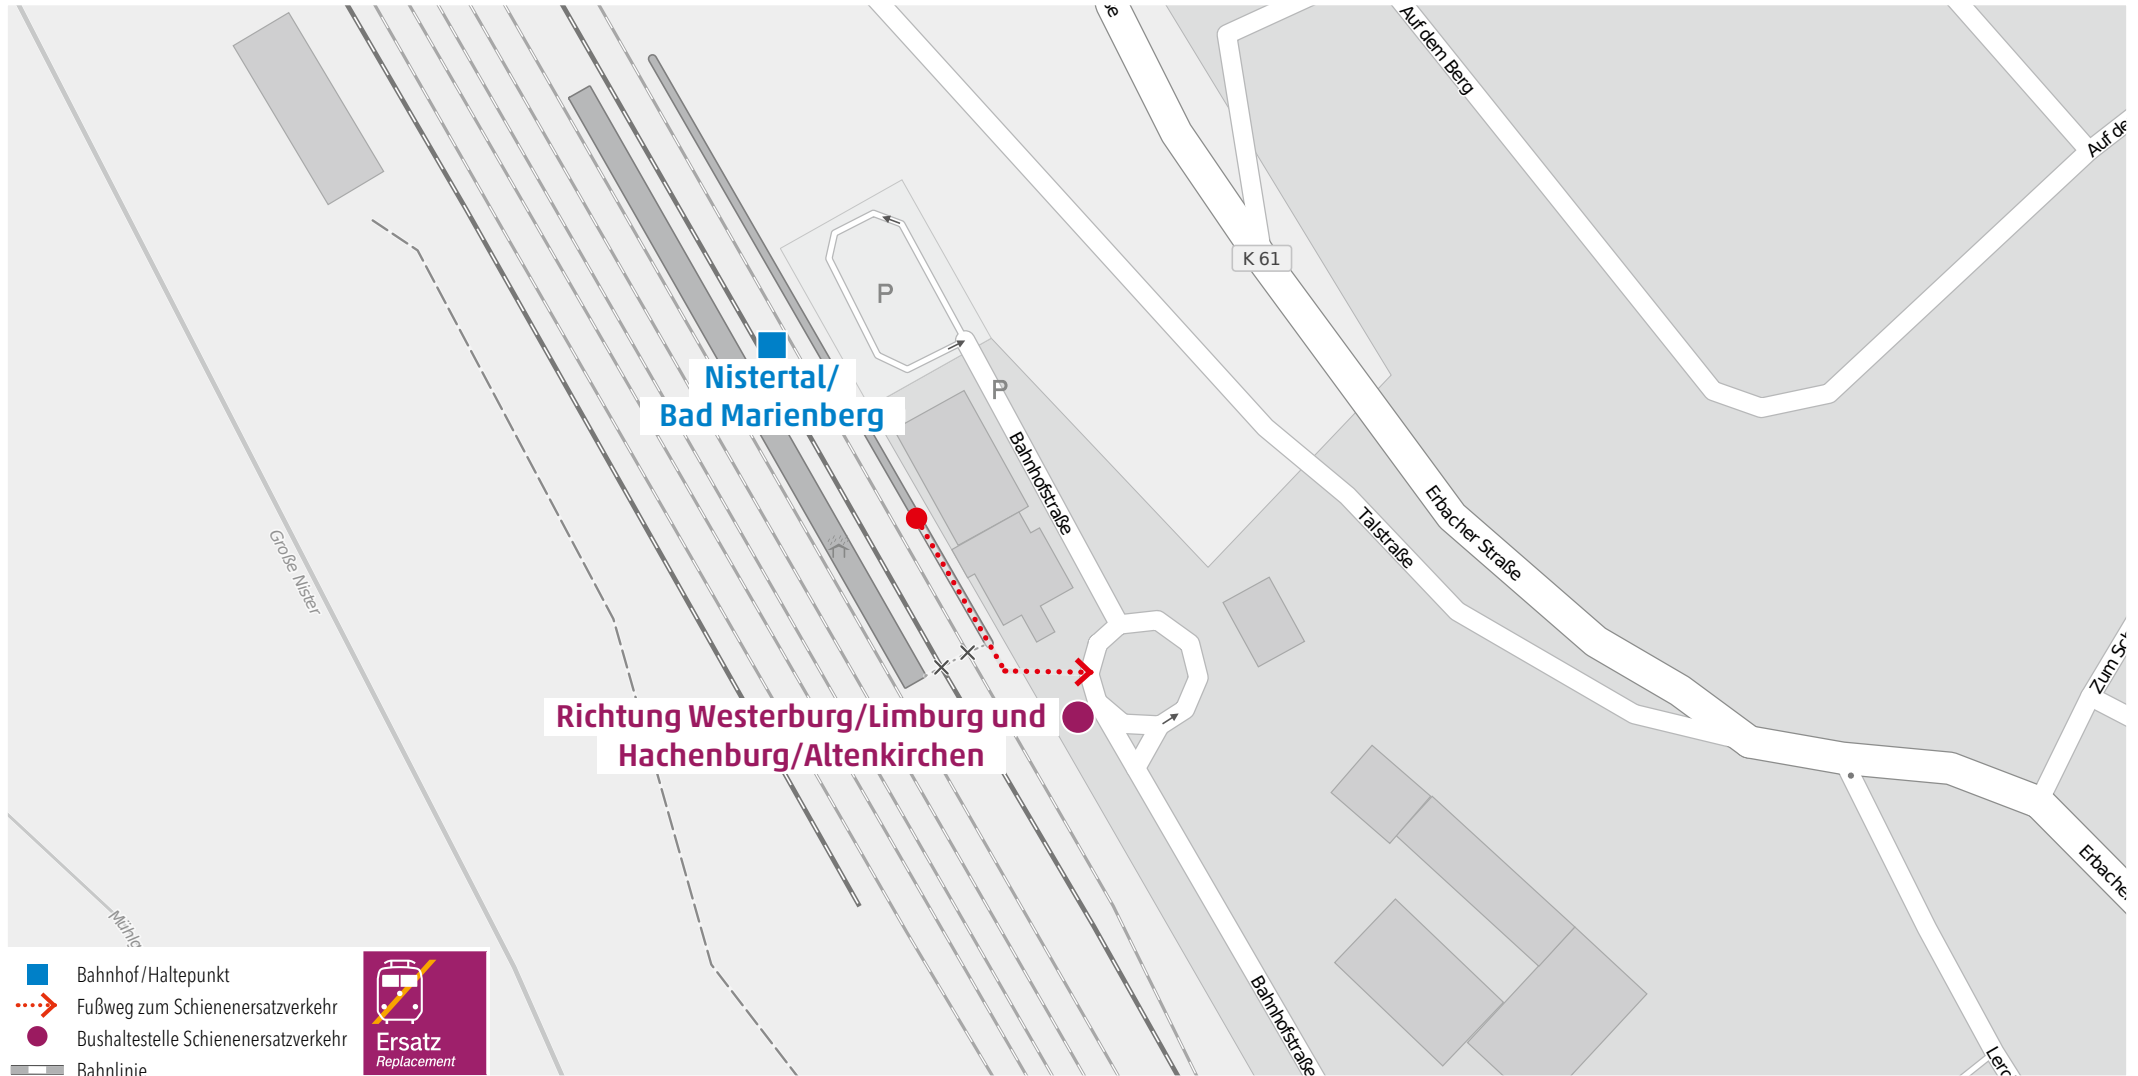 Auf dem Berg
K 61
P
Nistertal/
Bad Marienberg
P
Bahnhofstraße
Erbacher Straße
Talstraße
Große Nister
Richtung Westerburg/Limburg und
Hachenburg/Altenkirchen
Bahnhofstraße
Bahnhof/Haltepunkt
Fußweg zum Schienenersatzverkehr
Bushaltestelle Schienenersatzverkehr
Bahnlinie
Ersatz
Replacement